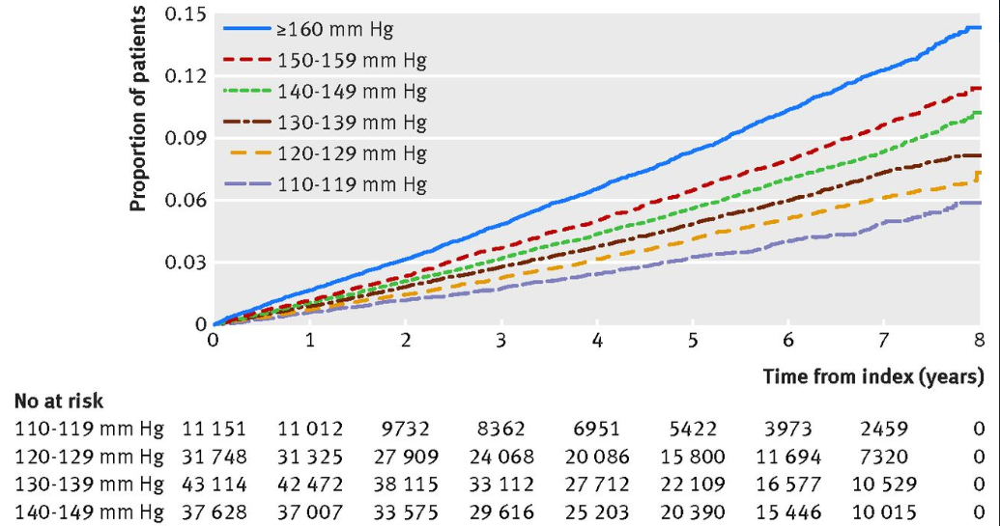 Proportion of patients
0.15
0.12
0.09
0.06
0.03
0
≥160 mm Hg
150-159 mm Hg
140-149 mm Hg
130-139 mm Hg
120-129 mm Hg
110-119 mm Hg
0 1 2 3 4 5 6 7 8
Time from index (years)
No at risk
110-119 mm Hg 11 151 11 012 9732 8362 6951 5422 3973 2459 0
120-129 mm Hg 31 748 31 325 27 909 24 068 20 086 15 800 11 694 7320 0
130-139 mm Hg 43 114 42 472 38 115 33 112 27 712 22 109 16 577 10 529 0
140-149 mm Hg 37 628 37 007 33 575 29 616 25 203 20 390 15 446 10 015 0